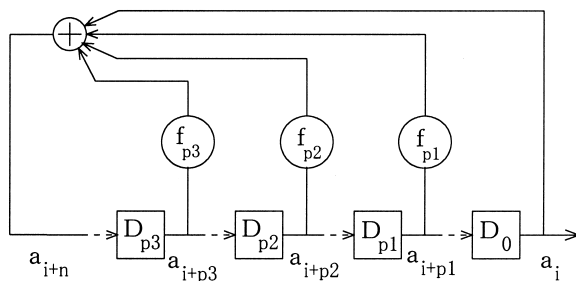 +
f_p3 f_p2 f_p1
D_p3 D_p2 D_p1 D_0
a_i+n a_i+p3 a_i+p2 a_i+p1 a_i